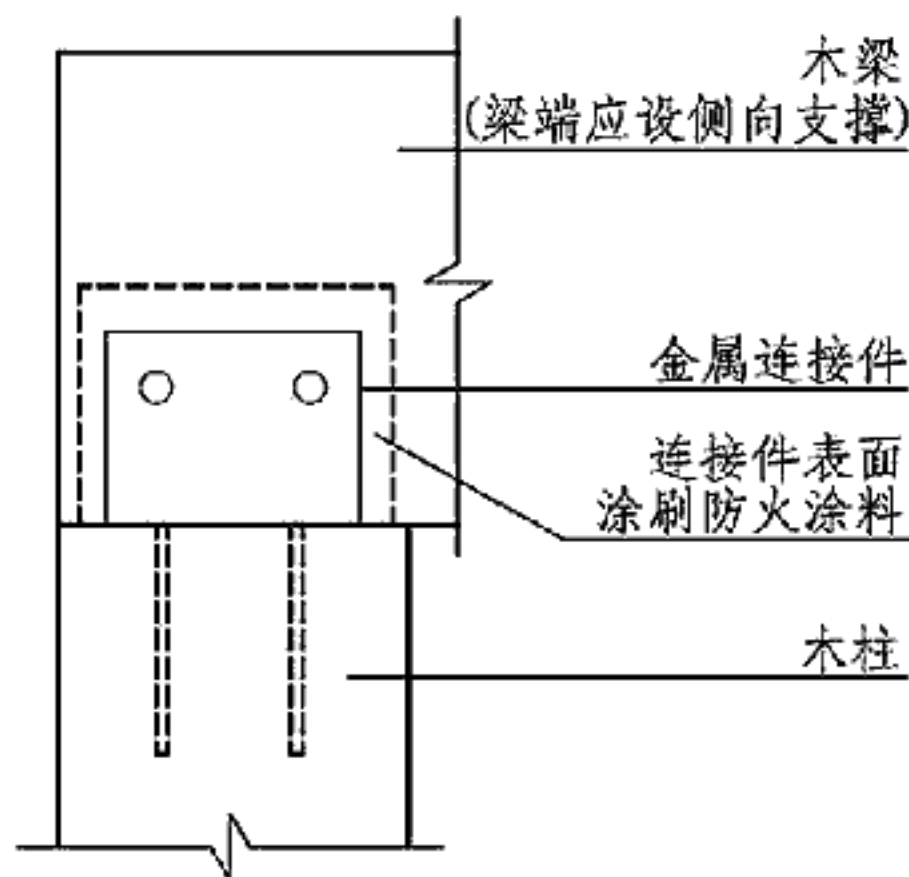 木梁
(梁端应设侧向支撑)
金属连接件
连接件表面
涂刷防火涂料
木柱